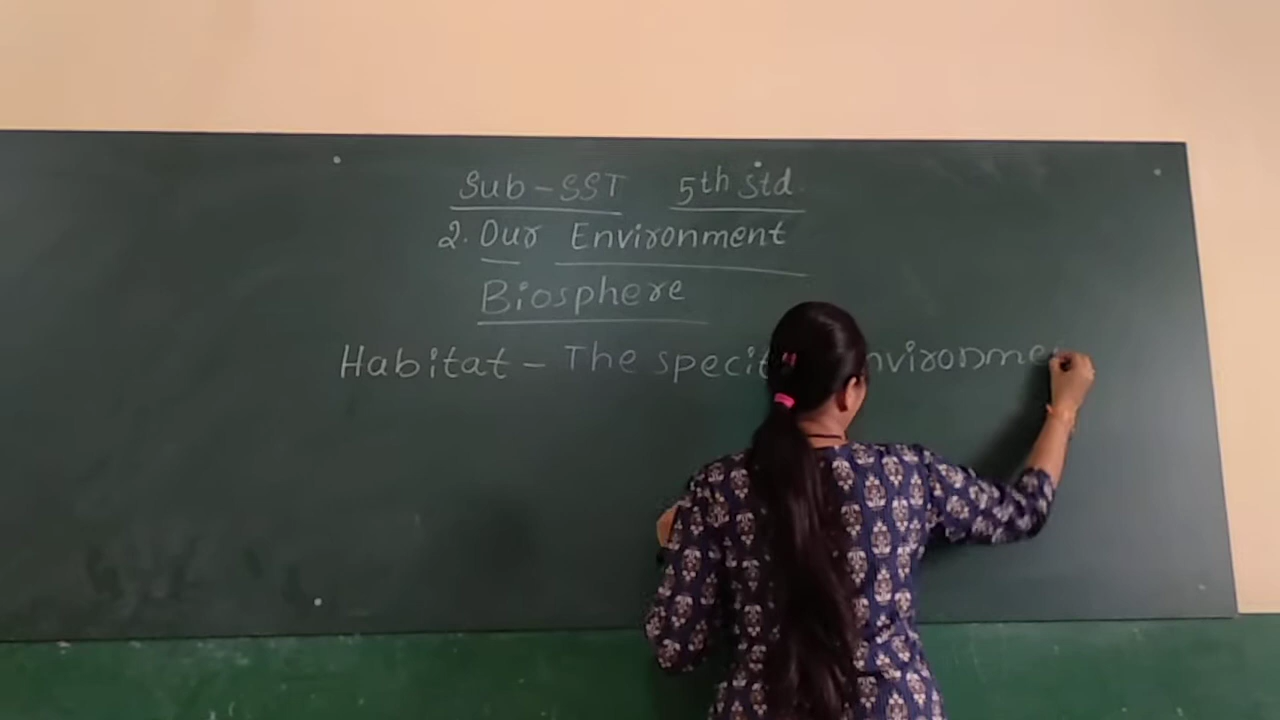 Sub-SST 5th std.
2. Our Environment
Biosphere
Habitat - The